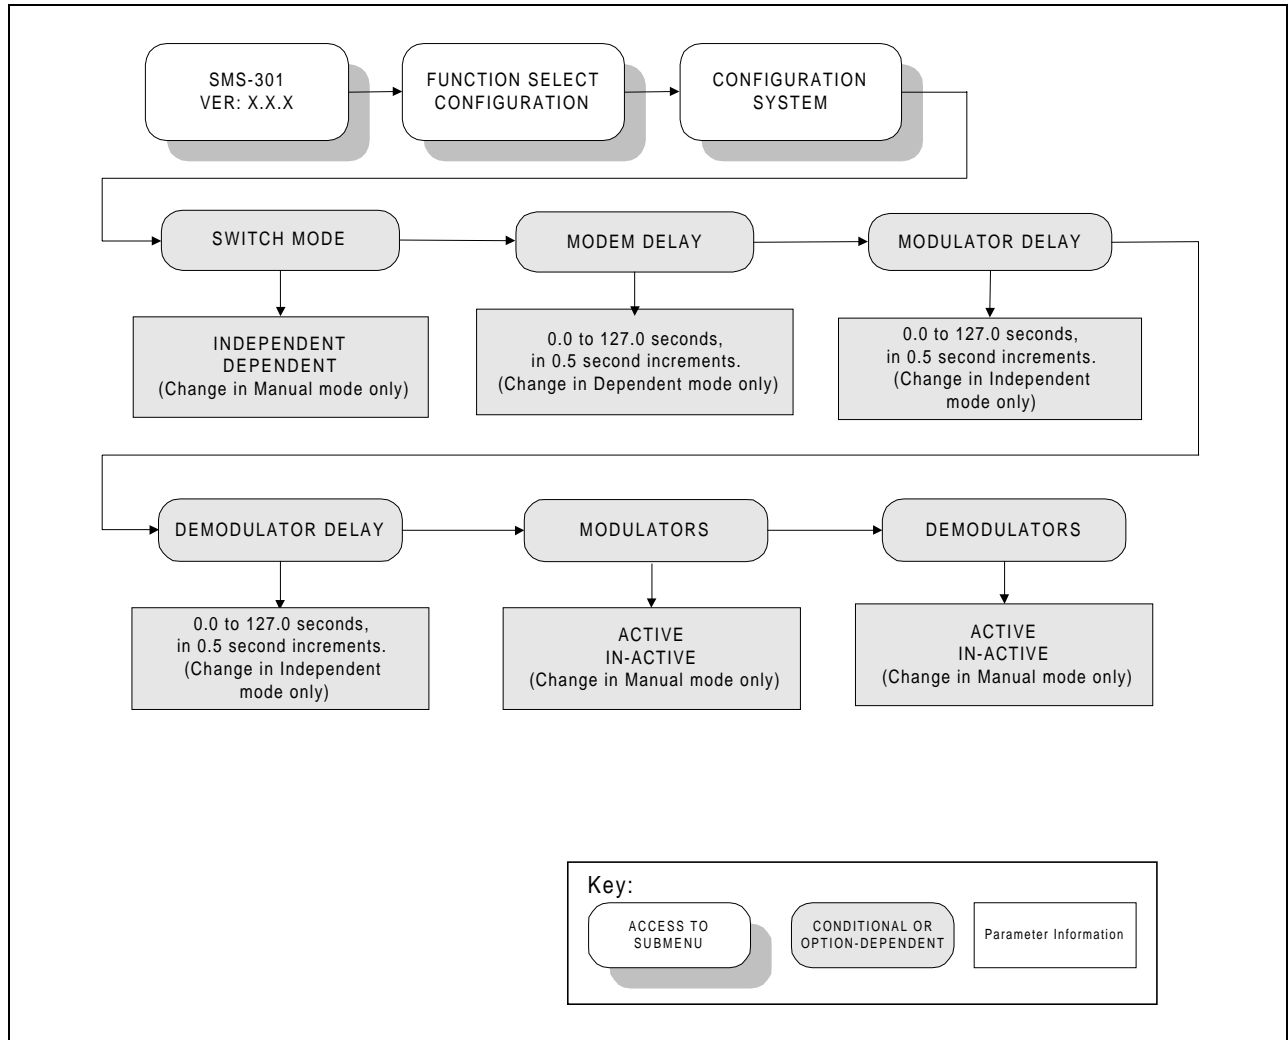 SMS-301
VER: X.X.X
FUNCTION SELECT
CONFIGURATION
CONFIGURATION
SYSTEM
SWITCH MODE
MODEM DELAY
MODULATOR DELAY
INDEPENDENT
DEPENDENT
(Change in Manual mode only)
0.0 to 127.0 seconds,
in 0.5 second increments.
(Change in Dependent mode only)
0.0 to 127.0 seconds,
in 0.5 second increments.
(Change in Independent
mode only)
DEMODULATOR DELAY
MODULATORS
DEMODULATORS
0.0 to 127.0 seconds,
in 0.5 second increments.
(Change in Independent
mode only)
ACTIVE
IN-ACTIVE
(Change in Manual mode only)
ACTIVE
IN-ACTIVE
(Change in Manual mode only)
Key:
ACCESS TO
SUBMENU
CONDITIONAL OR
OPTION-DEPENDENT
Parameter Information